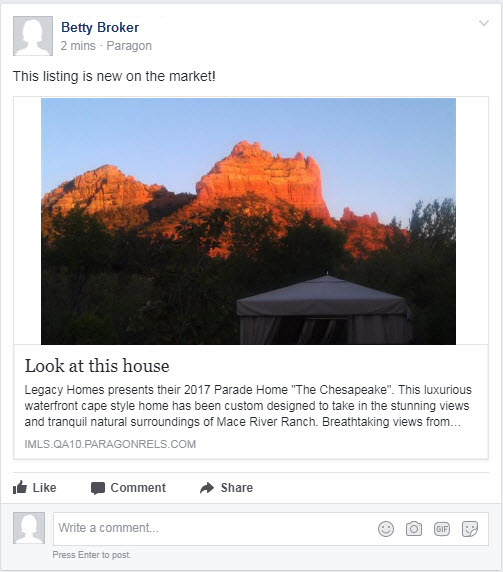 Betty Broker
2 mins · Paragon
This listing is new on the market!
Look at this house
Legacy Homes presents their 2017 Parade Home "The Chesapeake". This luxurious
waterfront cape style home has been custom designed to take in the stunning views
and tranquil natural surroundings of Mace River Ranch. Breathtaking views from...
IMLS.QA10.PARAGONRELS.COM
Like Comment Share
Write a comment...
GIF
Press Enter to post.